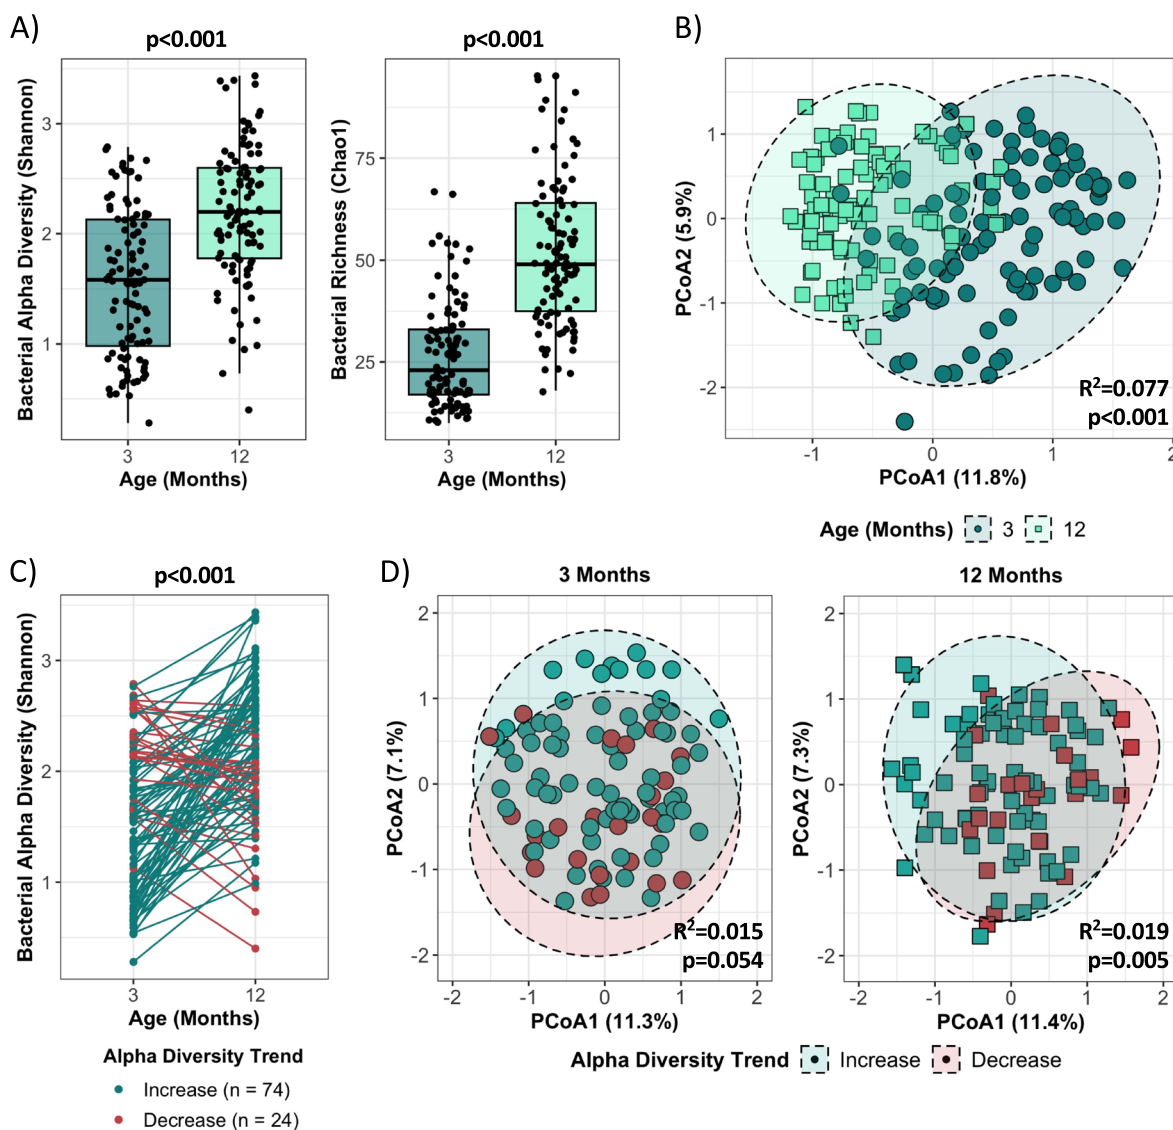 A)
p<0.001
p<0.001
B)
Bacterial Alpha Diversity (Shannon)
3
2
1
3
12
Age (Months)
Bacterial Richness (Chao1)
75
50
25
3
12
Age (Months)
PCoA2 (5.9%)
1
0
-1
-2
R²=0.077
p<0.001
-1
0
1
2
PCoA1 (11.8%)
Age (Months) 3 12
C)
p<0.001
Bacterial Alpha Diversity (Shannon)
3
2
1
3
12
Age (Months)
Alpha Diversity Trend
Increase (n = 74)
Decrease (n = 24)
D)
3 Months
12 Months
PCoA2 (7.1%)
2
1
0
-1
-2
R²=0.015
p=0.054
-2
-1
0
1
2
PCoA1 (11.3%)
PCoA2 (7.3%)
2
1
0
-1
-2
R²=0.019
p=0.005
-2
-1
0
1
2
PCoA1 (11.4%)
Alpha Diversity Trend Increase Decrease